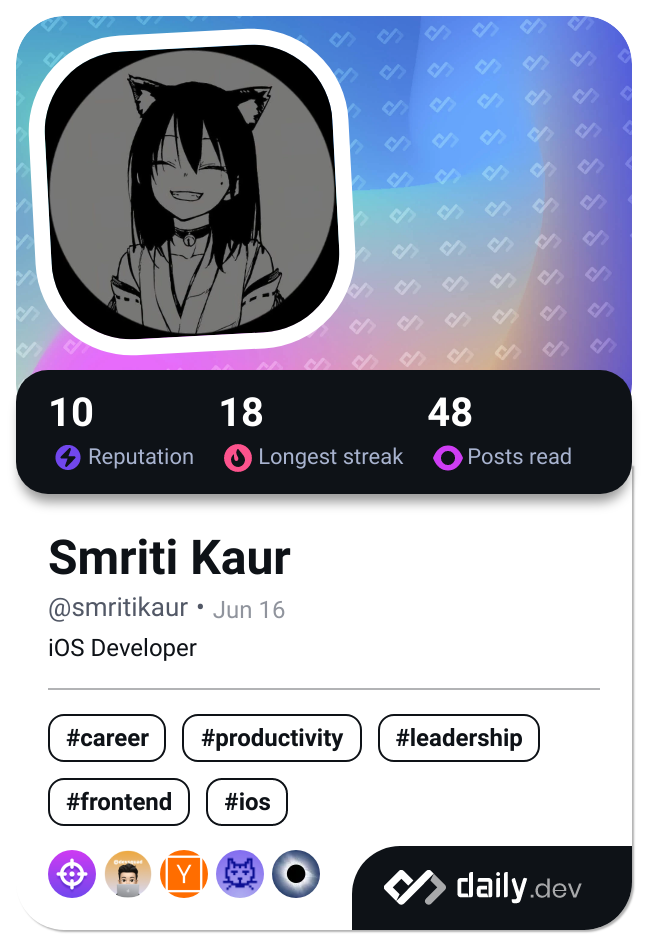 10 18 48
Reputation Longest streak Posts read
Smriti Kaur
@smritikaur • Jun 16
iOS Developer
#career #productivity #leadership
#frontend #ios
Y
daily.dev